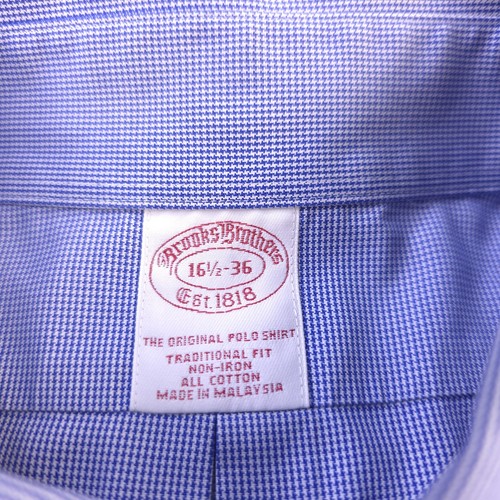 Brooks Brothers
16½-36
Est. 1818
THE ORIGINAL POLO SHIRT
TRADITIONAL FIT
NON-IRON
ALL COTTON
MADE IN MALAYSIA